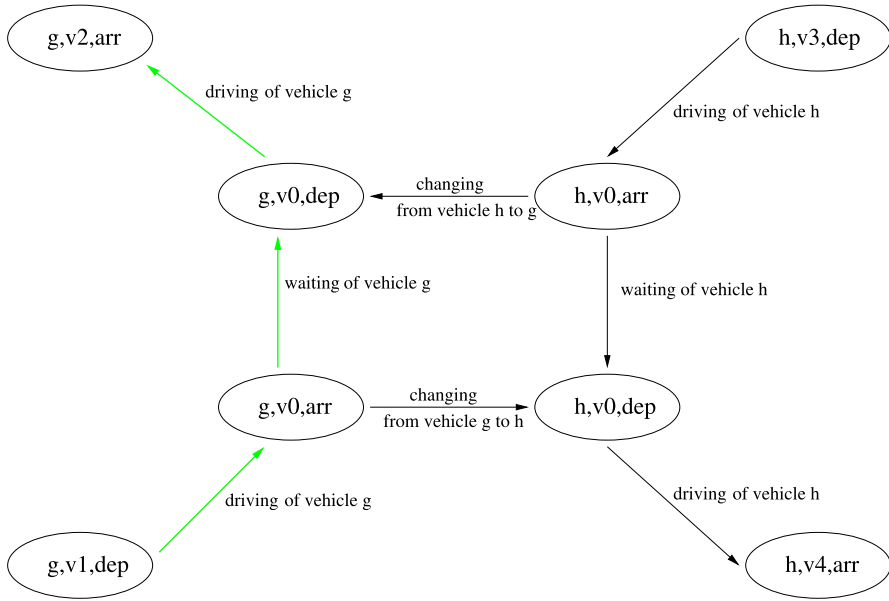 g,v2,arr
h,v3,dep
driving of vehicle g
driving of vehicle h
g,v0,dep
changing
from vehicle h to g
h,v0,arr
waiting of vehicle g
waiting of vehicle h
g,v0,arr
changing
from vehicle g to h
h,v0,dep
driving of vehicle g
driving of vehicle h
g,v1,dep
h,v4,arr